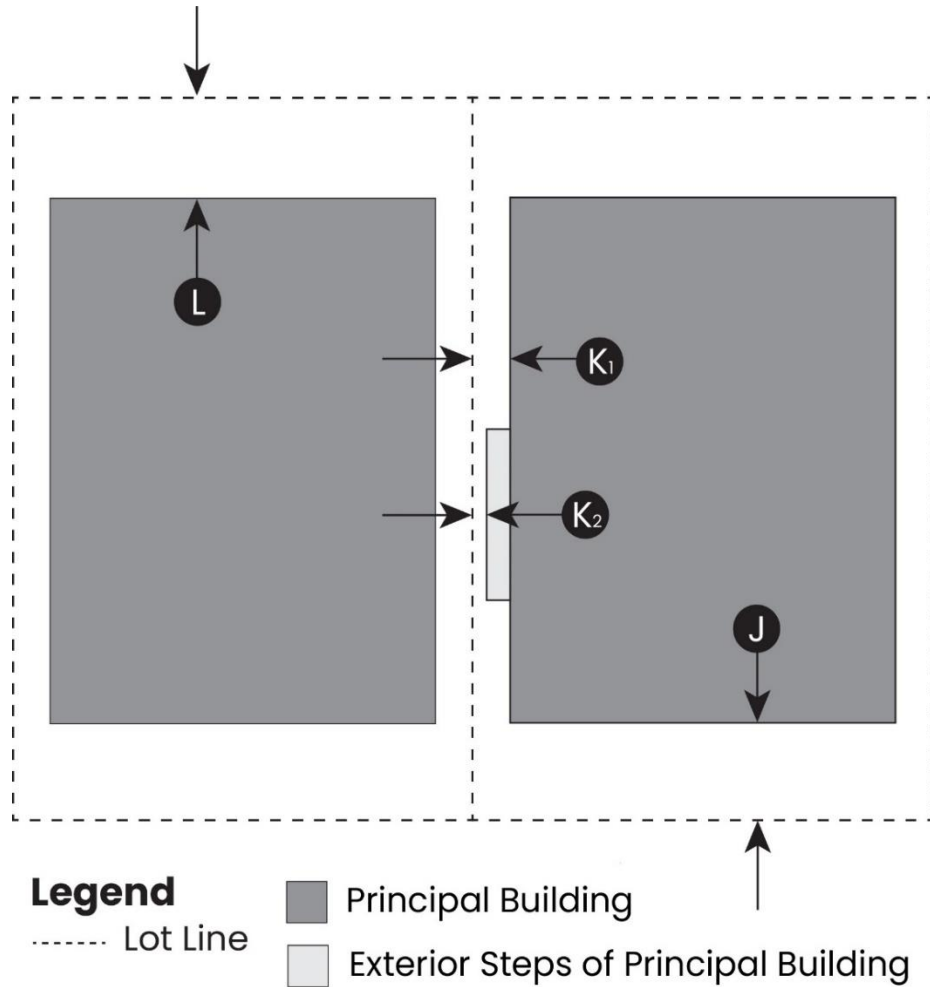 L
K1
K2
J
Legend
Lot Line
Principal Building
Exterior Steps of Principal Building